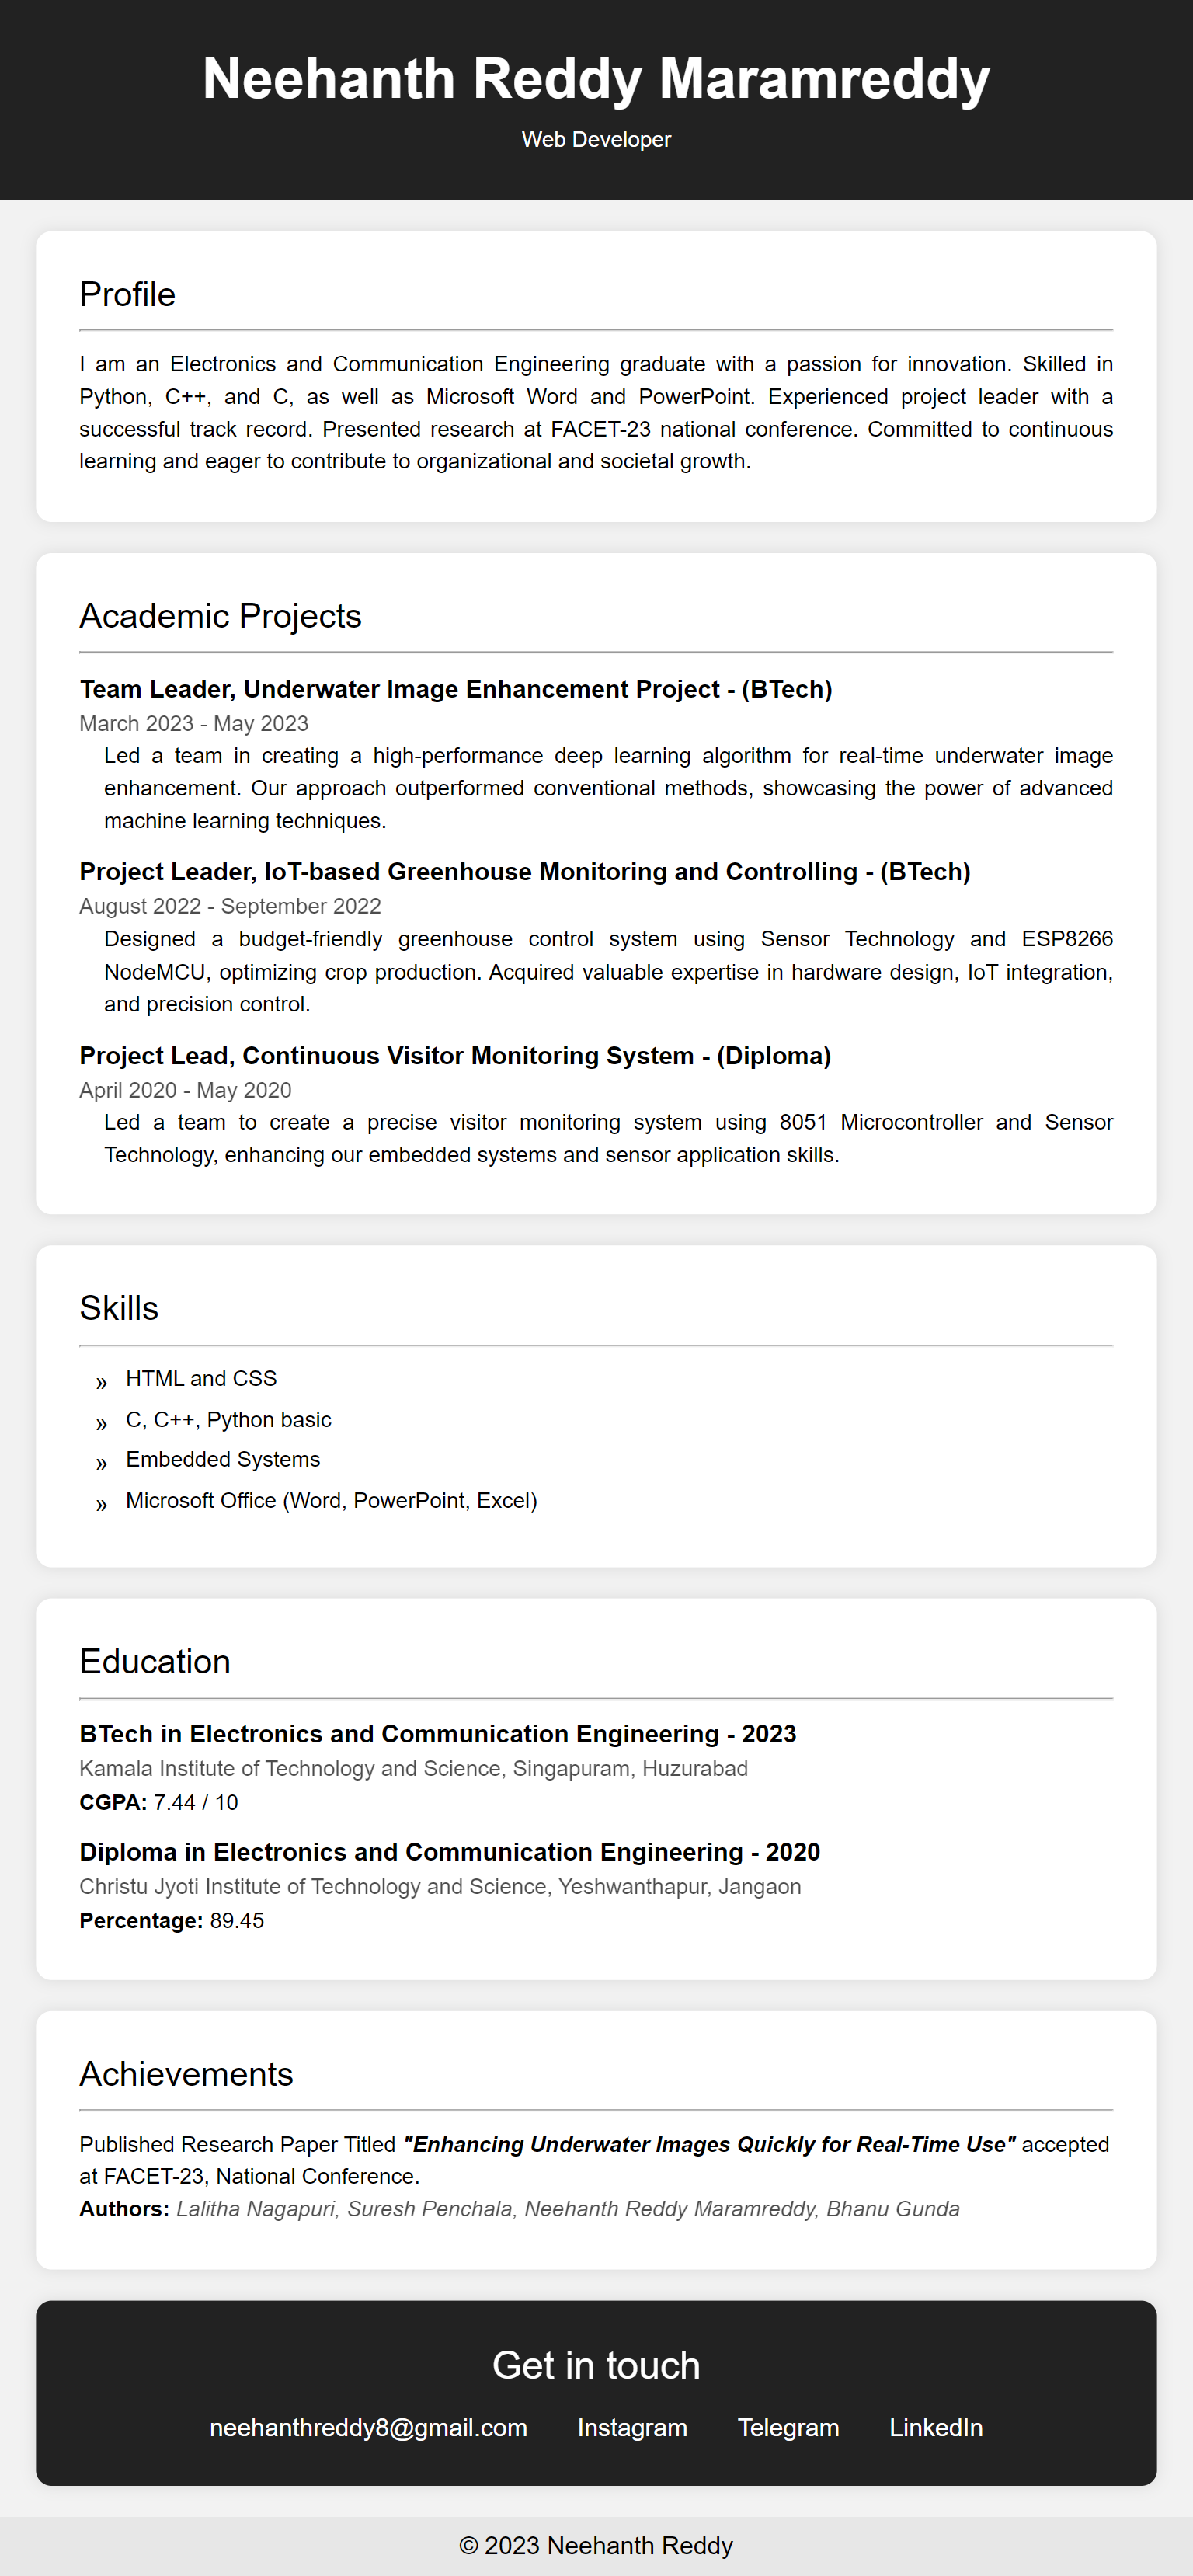 Neehanth Reddy Maramreddy
Web Developer
Profile
I am an Electronics and Communication Engineering graduate with a passion for innovation. Skilled in
Python, C++, and C, as well as Microsoft Word and PowerPoint. Experienced project leader with a
successful track record. Presented research at FACET-23 national conference. Committed to continuous
learning and eager to contribute to organizational and societal growth.
Academic Projects
Team Leader, Underwater Image Enhancement Project - (BTech)
March 2023 - May 2023
Led a team in creating a high-performance deep learning algorithm for real-time underwater image
enhancement. Our approach outperformed conventional methods, showcasing the power of advanced
machine learning techniques.
Project Leader, IoT-based Greenhouse Monitoring and Controlling - (BTech)
August 2022 - September 2022
Designed a budget-friendly greenhouse control system using Sensor Technology and ESP8266
NodeMCU, optimizing crop production. Acquired valuable expertise in hardware design, IoT integration,
and precision control.
Project Lead, Continuous Visitor Monitoring System - (Diploma)
April 2020 - May 2020
Led a team to create a precise visitor monitoring system using 8051 Microcontroller and Sensor
Technology, enhancing our embedded systems and sensor application skills.
Skills
» HTML and CSS
» C, C++, Python basic
» Embedded Systems
» Microsoft Office (Word, PowerPoint, Excel)
Education
BTech in Electronics and Communication Engineering - 2023
Kamala Institute of Technology and Science, Singapuram, Huzurabad
CGPA: 7.44 / 10
Diploma in Electronics and Communication Engineering - 2020
Christu Jyoti Institute of Technology and Science, Yeshwanthapur, Jangaon
Percentage: 89.45
Achievements
Published Research Paper Titled "Enhancing Underwater Images Quickly for Real-Time Use" accepted
at FACET-23, National Conference.
Authors: Lalitha Nagapuri, Suresh Penchala, Neehanth Reddy Maramreddy, Bhanu Gunda
Get in touch
neehanthreddy8@gmail.com Instagram Telegram LinkedIn
© 2023 Neehanth Reddy